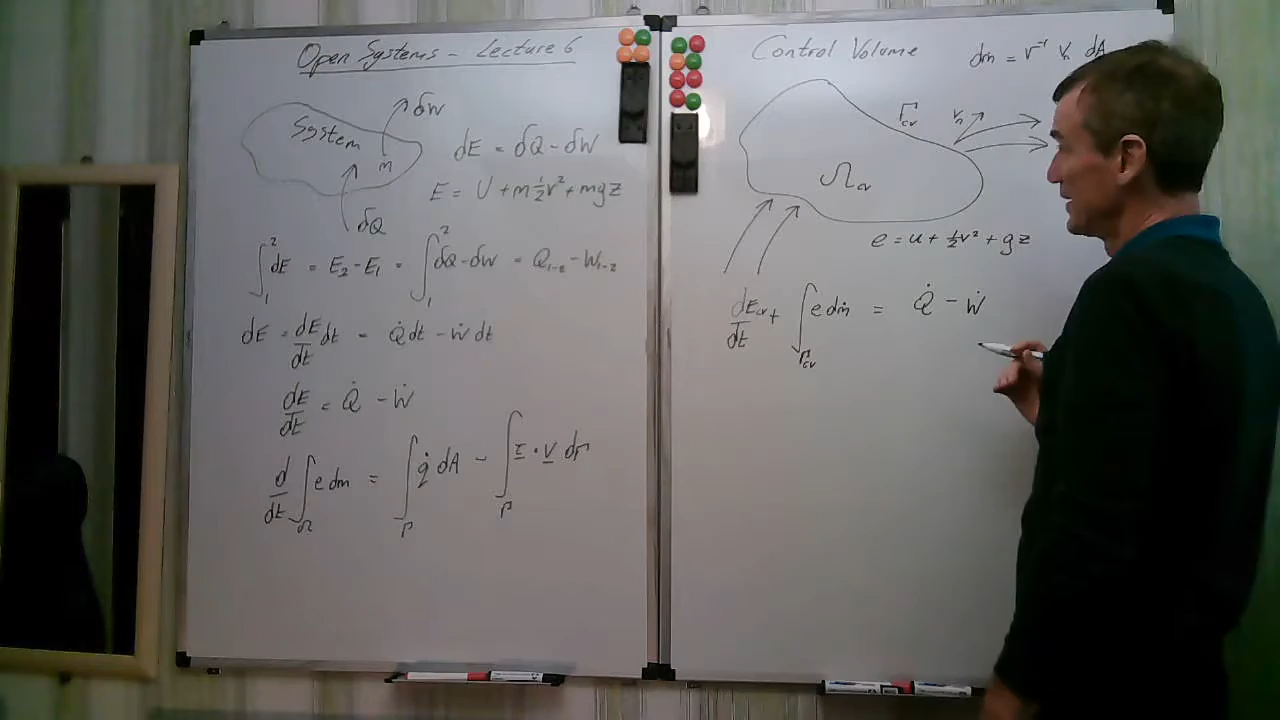 Open Systems - Lecture 6
System
δW
ṁ
δQ
dE = δQ - δW
E = U + m½v² + mgz
∫₁² dE = E₂ - E₁ = ∫₁² δQ - δW = Q₁₋₂ - W₁₋₂
dE = dE/dt dt = Q̇ dt - Ẇ dt
dE/dt = Q̇ - Ẇ
d/dt ∫_Ω e dm = ∫_Γ q̇ dA - ∫_Γ τ · v dΓ
Control Volume
dṁ = v⁻¹ Vₙ dA
Γcv
Vₙ
Ωcv
e = u + ½v² + gz
dEcv/dt + ∫_Γcv e dṁ = Q̇ - Ẇ